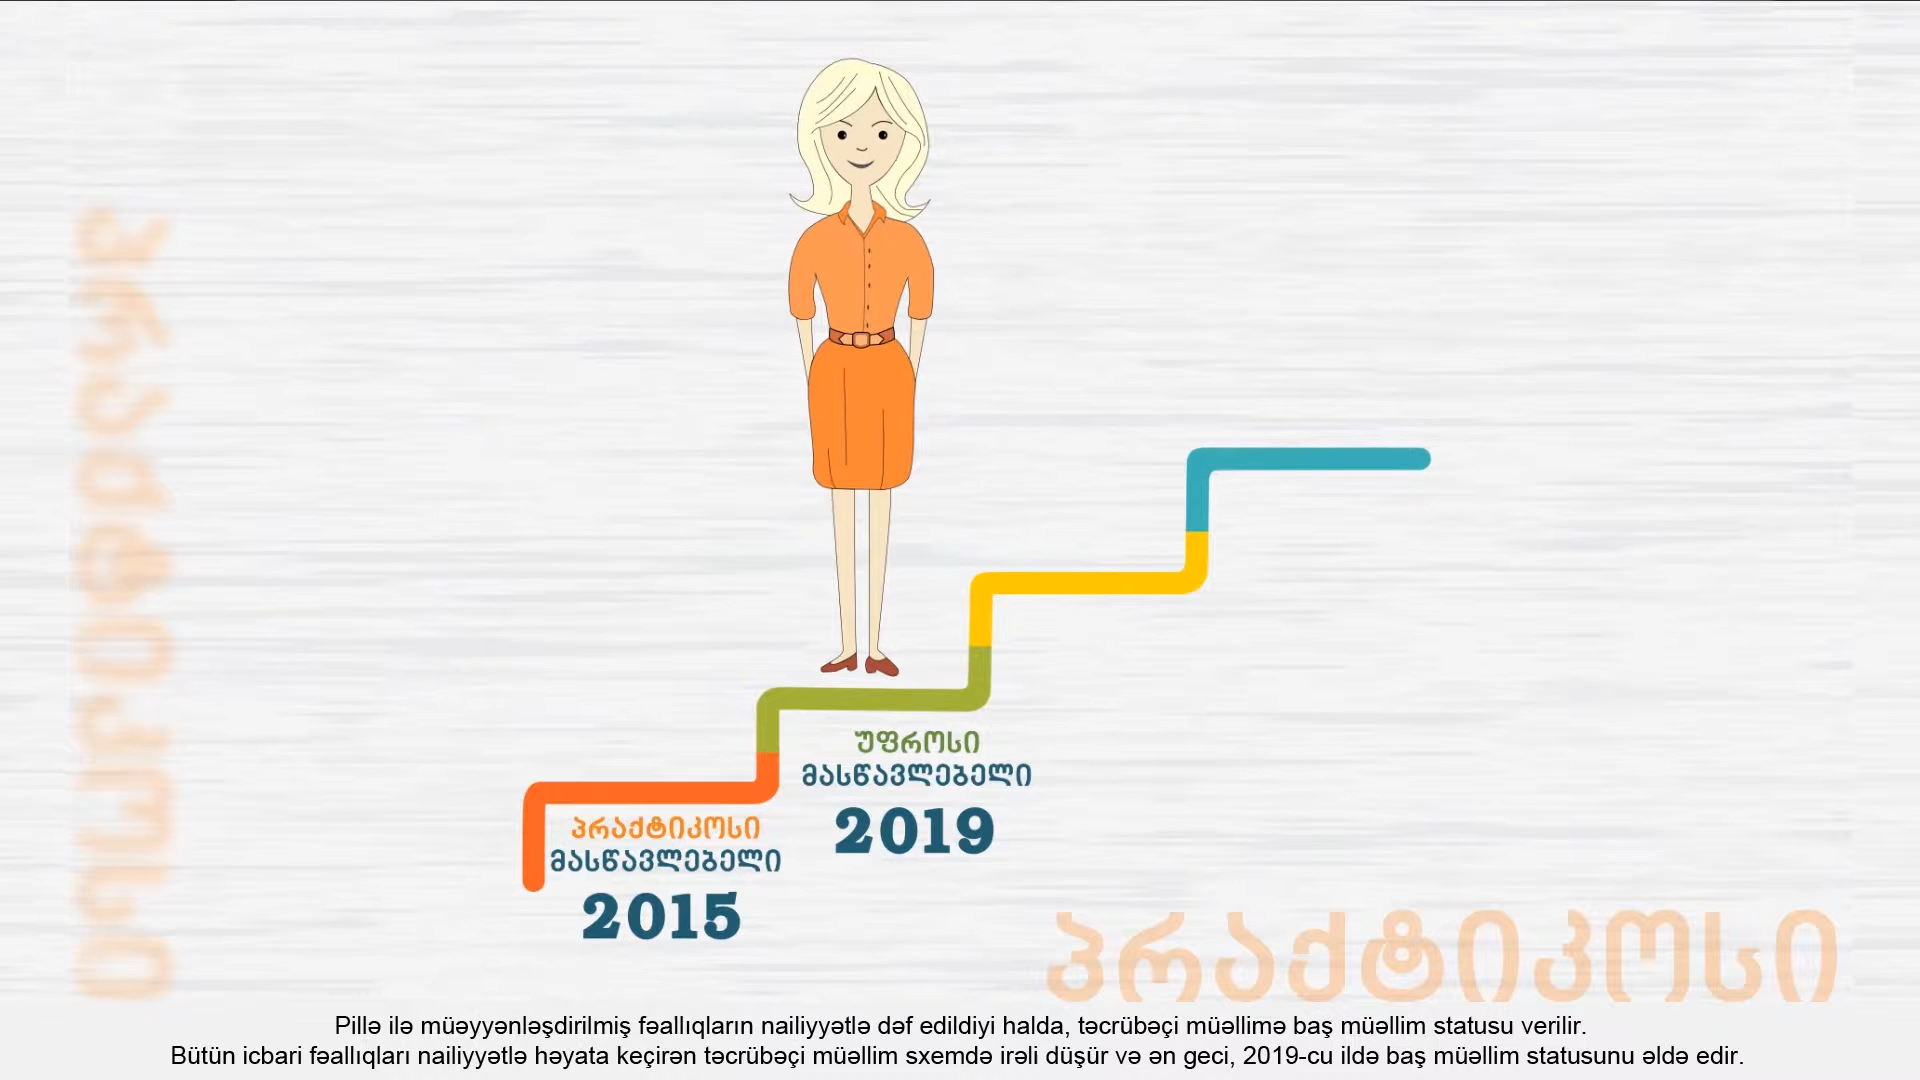 პრაქტიკოსი
უფროსი
მასწავლებელი
2019
პრაქტიკოსი
მასწავლებელი
2015
პრაქტიკოსი
Pillə ilə müəyyənləşdirilmiş fəallıqların nailiyyətlə dəf edildiyi halda, təcrübəçi müəllimə baş müəllim statusu verilir.
Bütün icbari fəallıqları nailiyyətlə həyata keçirən təcrübəçi müəllim sxemdə irəli düşür və ən geci, 2019-cu ildə baş müəllim statusunu əldə edir.